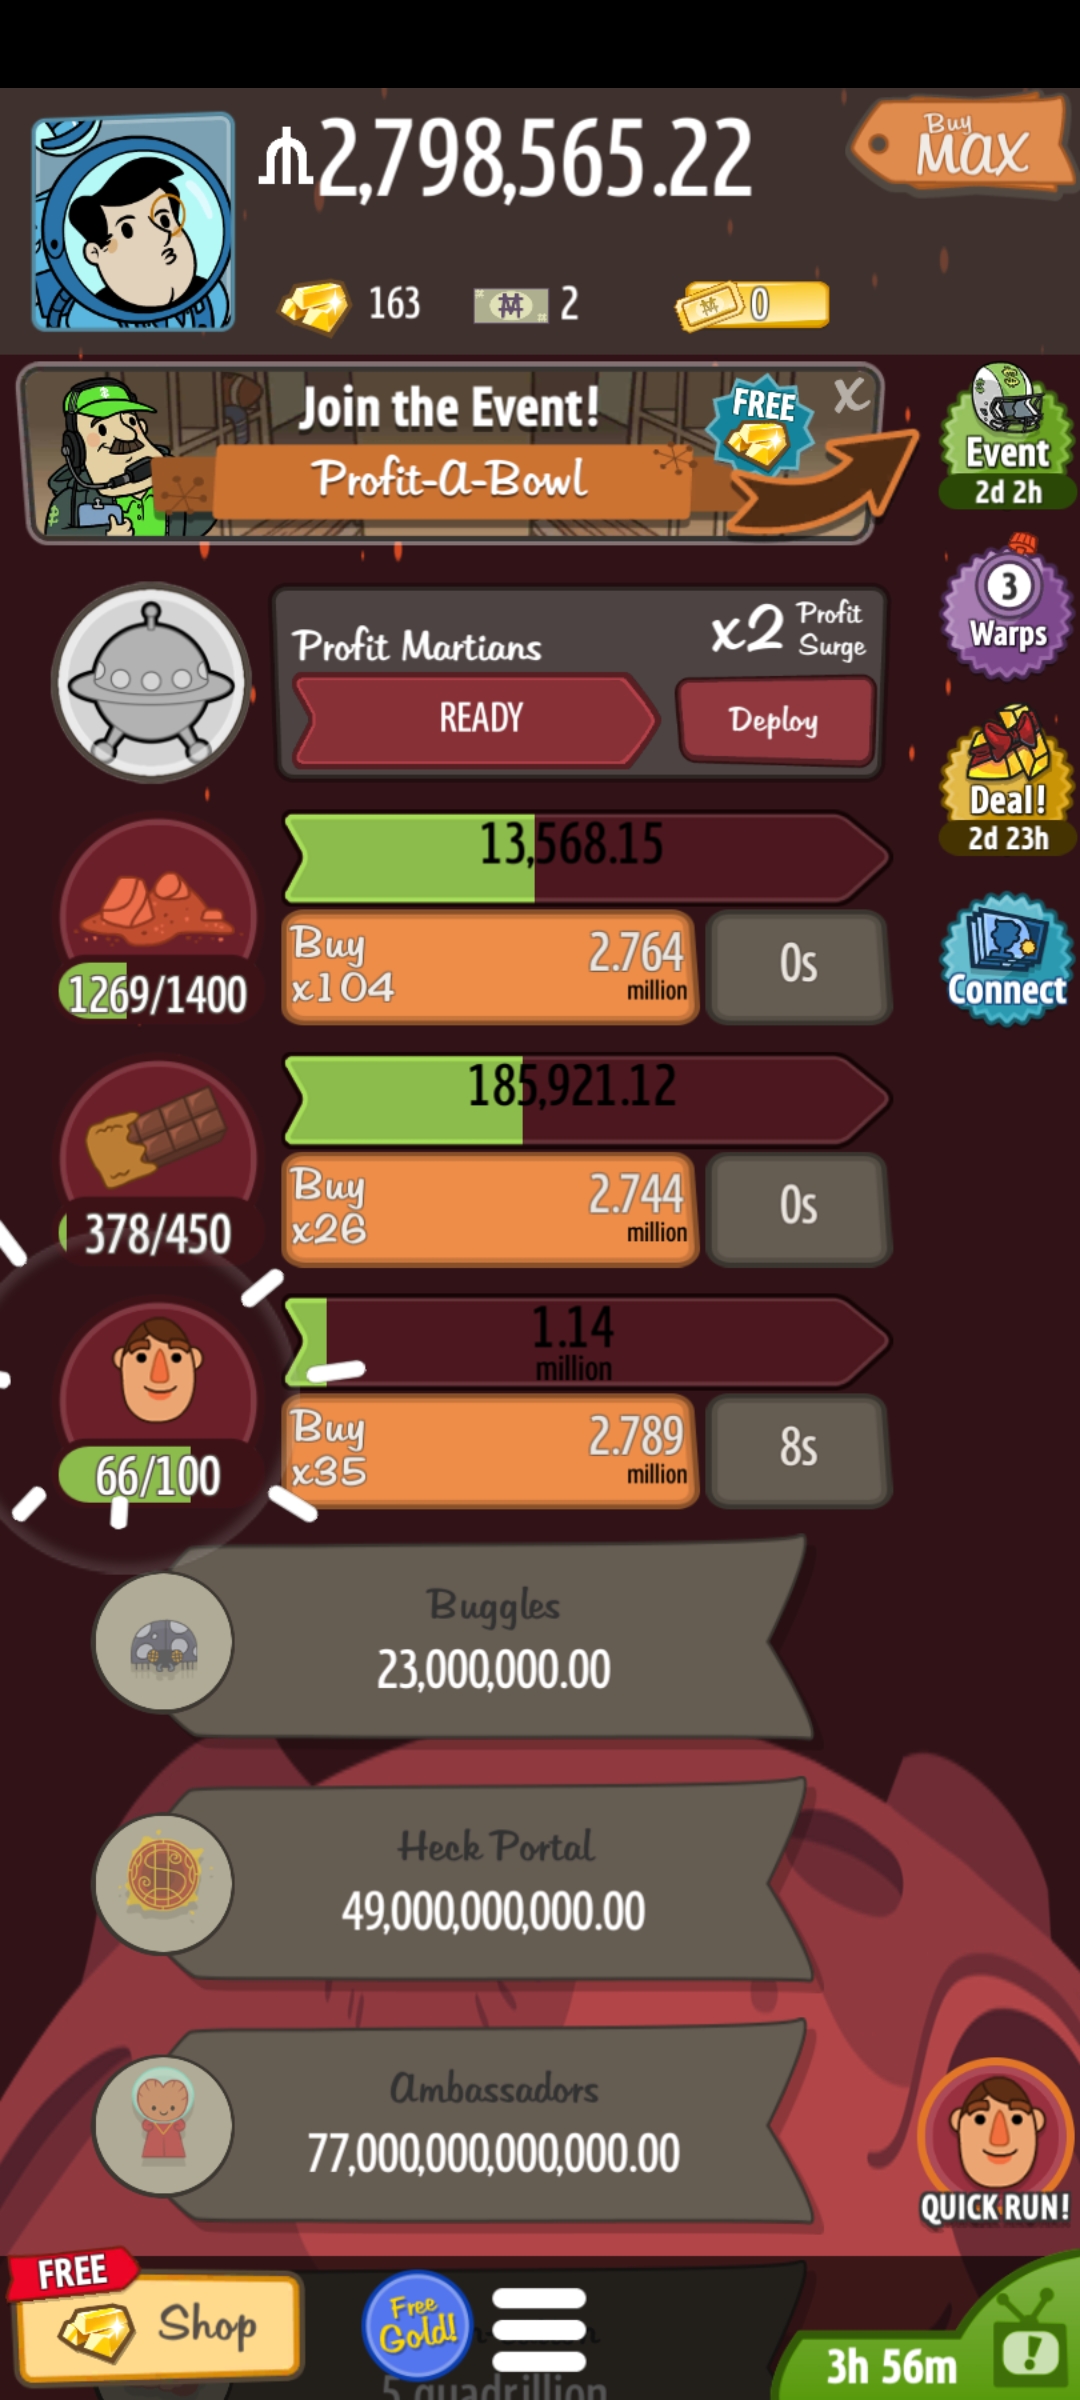 2,798,565.22
Buy
MAX
163
2
0
Join the Event!
FREE
X
Profit-A-Bowl
Event
2d 2h
3
Warps
Profit Martians
x2 Profit
Surge
READY
Deploy
Deal!
2d 23h
13,568.15
1269/1400
Buy
x104
2.764
million
0s
Connect
185,921.12
378/450
Buy
x26
2.744
million
0s
1.14
million
66/100
Buy
x35
2.789
million
8s
Buggles
23,000,000.00
Heck Portal
49,000,000,000.00
Ambassadors
77,000,000,000,000.00
QUICK RUN!
FREE
Shop
Free
Gold!
3h 56m
5 quadrillion